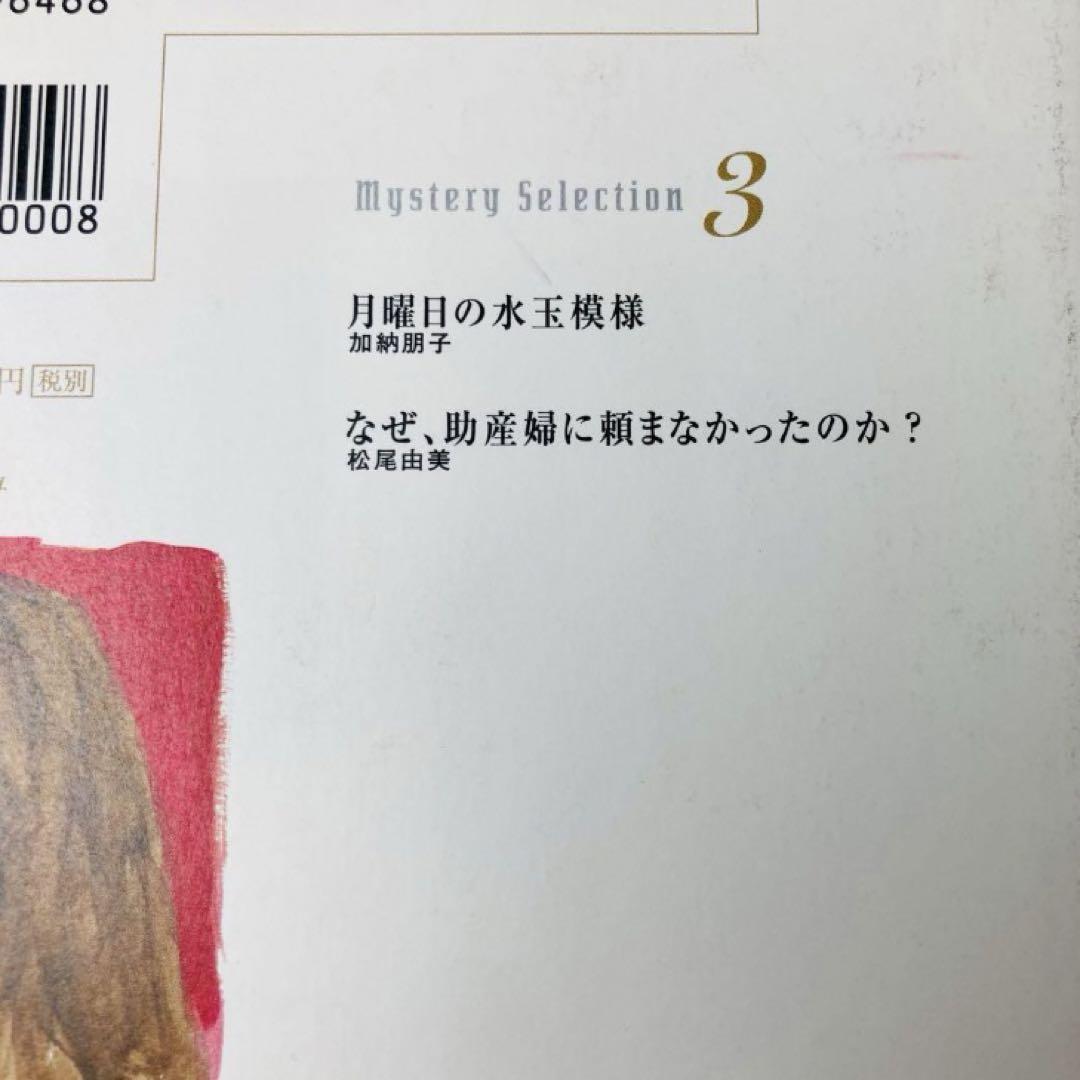 0008
円 税別
Mystery Selection 3
月曜日の水玉模様
加納朋子
なぜ、助産婦に頼まなかったのか？
松尾由美